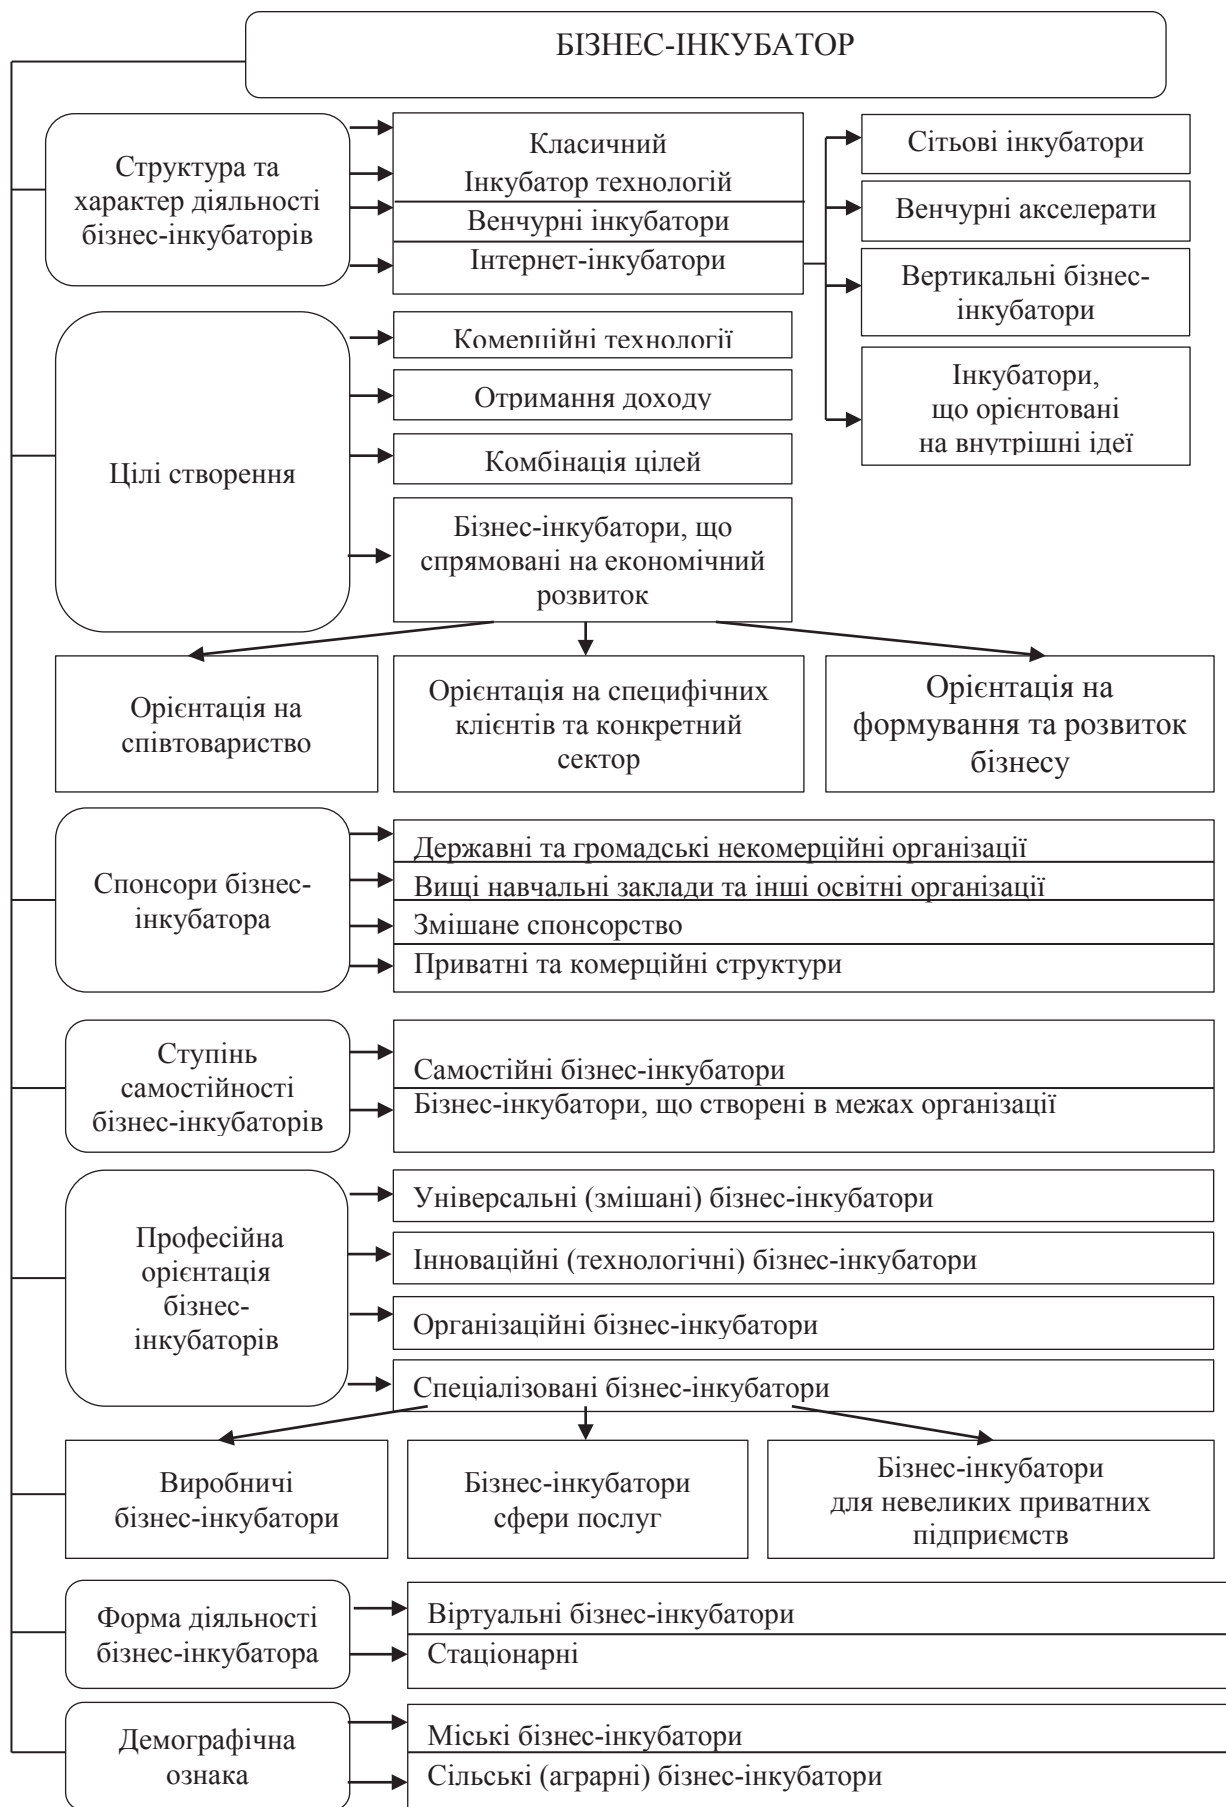 БІЗНЕС-ІНКУБАТОР
Структура та
характер діяльності
бізнес-інкубаторів
Класичний
Інкубатор технологій
Венчурні інкубатори
Інтернет-інкубатори
Сітьові інкубатори
Венчурні акселерати
Вертикальні бізнес-
інкубатори
Інкубатори,
що орієнтовані
на внутрішні ідеї
Цілі створення
Комерційні технології
Отримання доходу
Комбінація цілей
Бізнес-інкубатори, що
спрямовані на економічний
розвиток
Орієнтація на
співтовариство
Орієнтація на специфічних
клієнтів та конкретний
сектор
Орієнтація на
формування та розвиток
бізнесу
Спонсори бізнес-
інкубатора
Державні та громадські некомерційні організації
Вищі навчальні заклади та інші освітні організації
Змішане спонсорство
Приватні та комерційні структури
Ступінь
самостійності
бізнес-інкубаторів
Самостійні бізнес-інкубатори
Бізнес-інкубатори, що створені в межах організації
Професійна
орієнтація
бізнес-
інкубаторів
Універсальні (змішані) бізнес-інкубатори
Інноваційні (технологічні) бізнес-інкубатори
Організаційні бізнес-інкубатори
Спеціалізовані бізнес-інкубатори
Виробничі
бізнес-інкубатори
Бізнес-інкубатори
сфери послуг
Бізнес-інкубатори
для невеликих приватних
підприємств
Форма діяльності
бізнес-інкубатора
Віртуальні бізнес-інкубатори
Стаціонарні
Демографічна
ознака
Міські бізнес-інкубатори
Сільські (аграрні) бізнес-інкубатори